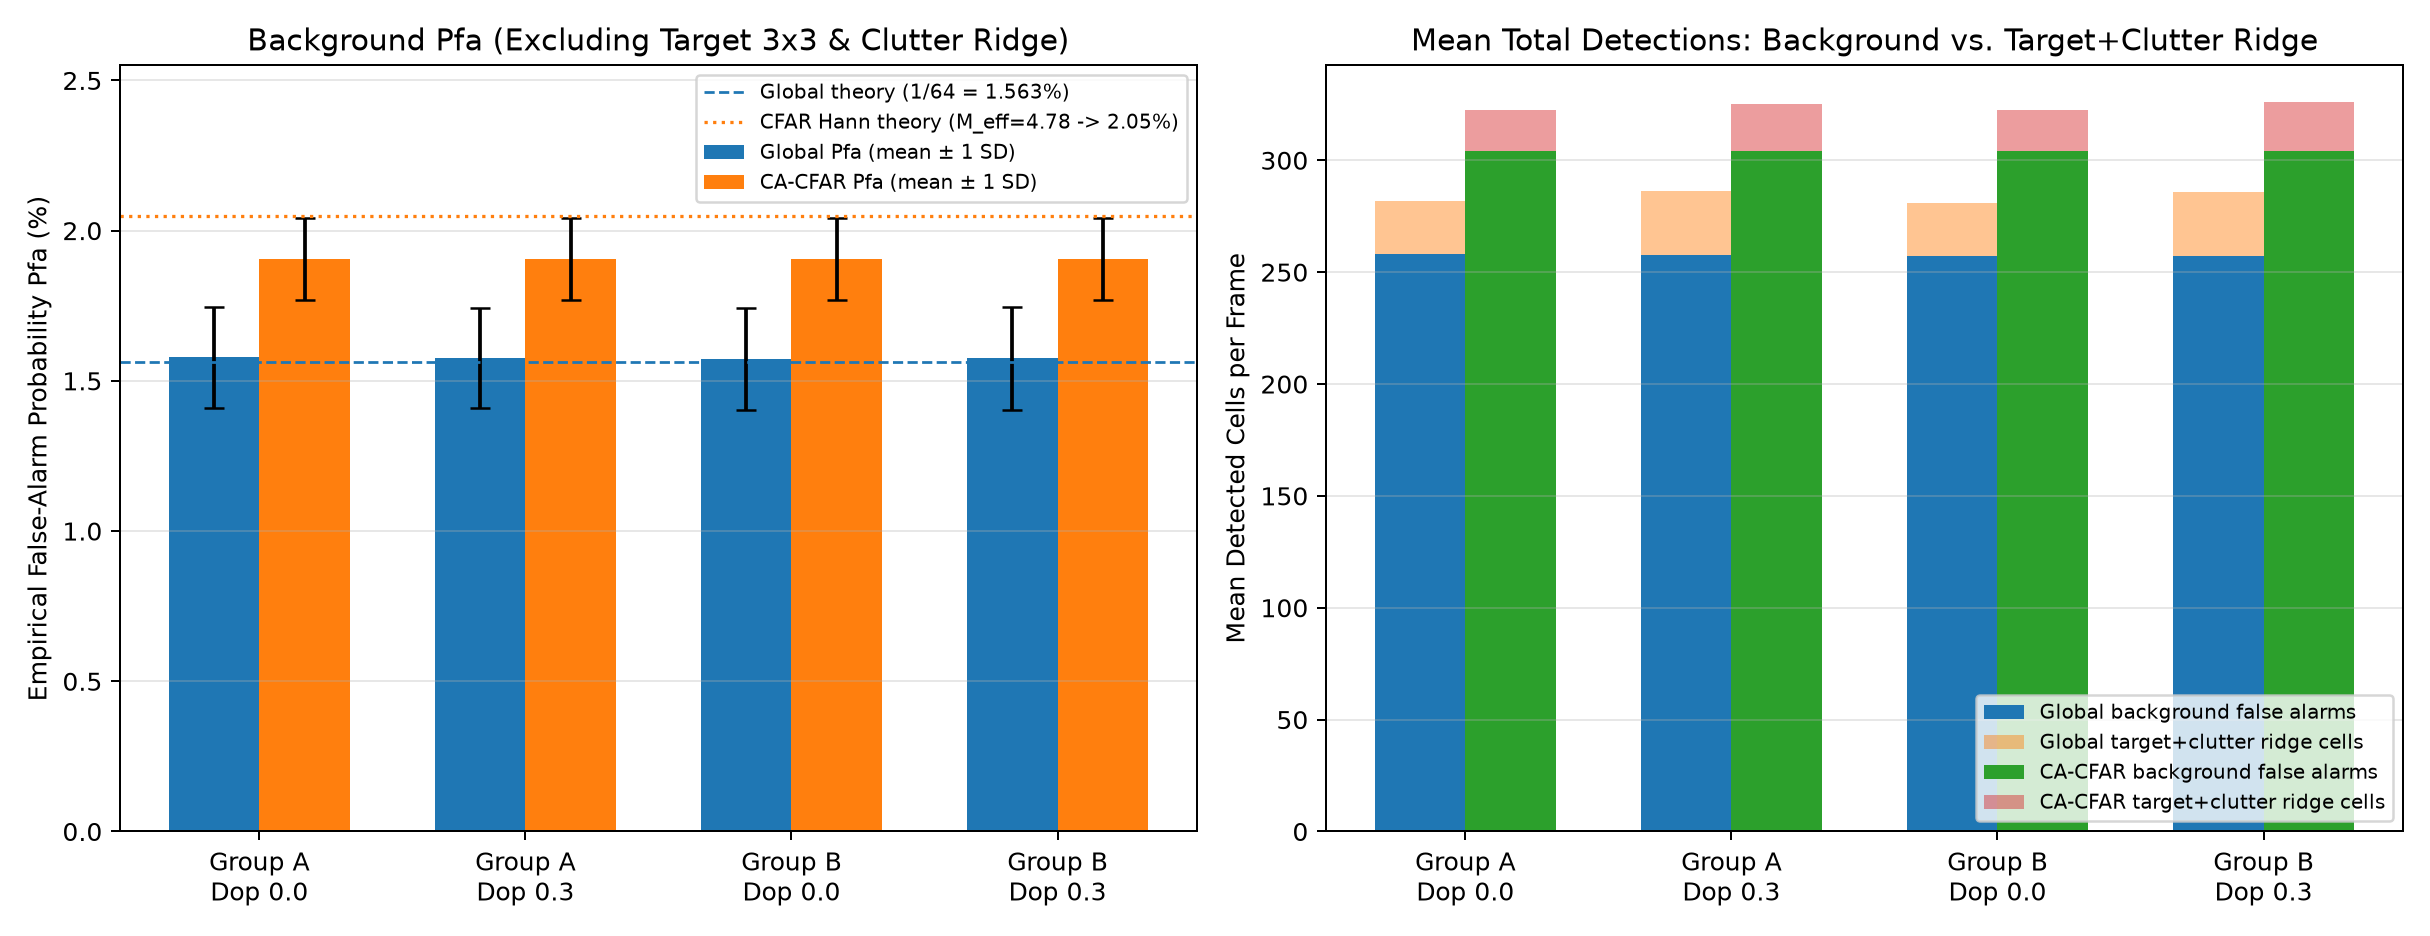 Background Pfa (Excluding Target 3x3 & Clutter Ridge)
Empirical False-Alarm Probability Pfa (%)
2.5
2.0
1.5
1.0
0.5
0.0
Global theory (1/64 = 1.563%)
CFAR Hann theory (M_eff=4.78 -> 2.05%)
Global Pfa (mean ± 1 SD)
CA-CFAR Pfa (mean ± 1 SD)
Group A
Dop 0.0
Group A
Dop 0.3
Group B
Dop 0.0
Group B
Dop 0.3
Mean Total Detections: Background vs. Target+Clutter Ridge
Mean Detected Cells per Frame
300
250
200
150
100
50
0
Global background false alarms
Global target+clutter ridge cells
CA-CFAR background false alarms
CA-CFAR target+clutter ridge cells
Group A
Dop 0.0
Group A
Dop 0.3
Group B
Dop 0.0
Group B
Dop 0.3